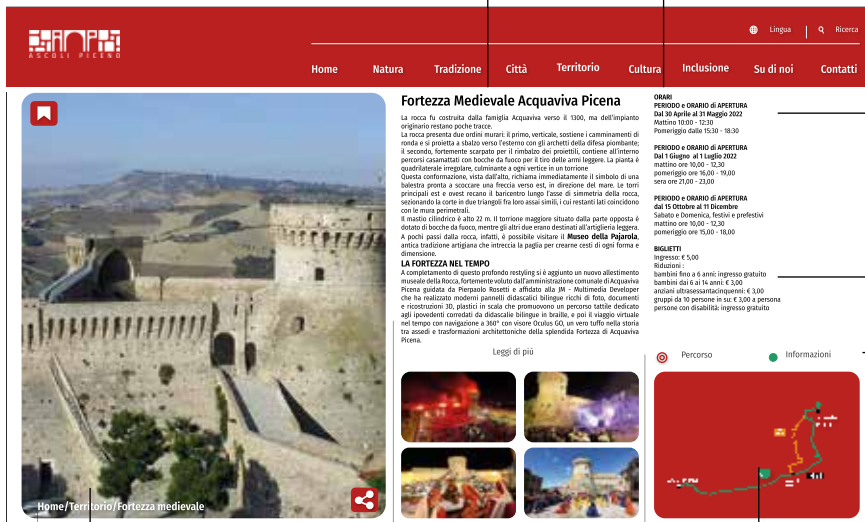 ASCOLI PICENO
Lingua
Ricerca
Home
Natura
Tradizione
Città
Territorio
Cultura
Inclusione
Su di noi
Contatti
Fortezza Medievale Acquaviva Picena
La rocca fu costruita dalla famiglia Acquaviva verso il 1300, ma dell'impianto
originario restano poche tracce.
La rocca presenta due ordini murari: il primo, verticale, sostiene i camminamenti di
ronda e si proietta a sbalzo verso l'esterno con gli archetti della difesa piombante;
il secondo, fortemente scarpato per il rimbalzo dei proiettili, contiene all'interno
percorsi casamattati con bocche da fuoco per il tiro delle armi leggere. La pianta è
quadrilaterale irregolare, culminante a ogni vertice in un torrione
Questa conformazione, vista dall'alto, richiama immediatamente il simbolo di una
balestra pronta a scoccare una freccia verso est, in direzione del mare. Le torri
principali est e ovest recano il baricentro lungo l'asse di simmetria della rocca,
sezionando la corte in due triangoli fra loro assai simili, i cui restanti lati coincidono
con le mura perimetrali.
Il mastio cilindrico è alto 22 m. Il torrione maggiore situato dalla parte opposta è
dotato di bocche da fuoco, mentre gli altri due erano destinati all'artiglieria leggera.
A pochi passi dalla rocca, infatti, è possibile visitare il Museo della Pajarola,
antica tradizione artigiana che intreccia la paglia per crearne cesti di ogni forma e
dimensione.
LA FORTEZZA NEL TEMPO
A completamento di questo profondo restyling si è aggiunto un nuovo allestimento
museale della Rocca, fortemente voluto dall'amministrazione comunale di Acquaviva
Picena guidata da Pierpaolo Rosetti e affidato alla JM - Multimedia Developer
che ha realizzato moderni pannelli didascalici bilingue ricchi di foto, documenti
e ricostruzioni 3D, plastici in scala che promuovono un percorso tattile dedicato
agli ipovedenti corredati da didascalie bilingue in braille, e poi il viaggio virtuale
nel tempo con navigazione a 360° con visore Oculus GO, un vero tuffo nella storia
tra assedi e trasformazioni architettoniche della splendida Fortezza di Acquaviva
Picena.
Leggi di più
ORARI
PERIODO e ORARIO di APERTURA
Dal 30 Aprile al 31 Maggio 2022
Mattino 10:00 - 12:30
Pomeriggio dalle 15:30 - 18:30
PERIODO e ORARIO di APERTURA
Dal 1 Giugno al 1 Luglio 2022
mattino ore 10,00 - 12,30
pomeriggio ore 16,00 - 19,00
sera ore 21,00 - 23,00
PERIODO e ORARIO di APERTURA
dal 15 Ottobre al 11 Dicembre
Sabato e Domenica, festivi e prefestivi
mattino ore 10,00 - 12,30
pomeriggio ore 15,00 - 18,00
BIGLIETTI
Ingresso: € 5,00
Riduzioni :
bambini fino a 6 anni: ingresso gratuito
bambini dai 6 ai 14 anni: € 3,00
anziani ultrasessantacinquenni: € 3,00
gruppi da 10 persone in su: € 3,00 a persona
persone con disabilità: ingresso gratuito
Percorso
Informazioni
Home/Territorio/Fortezza medievale